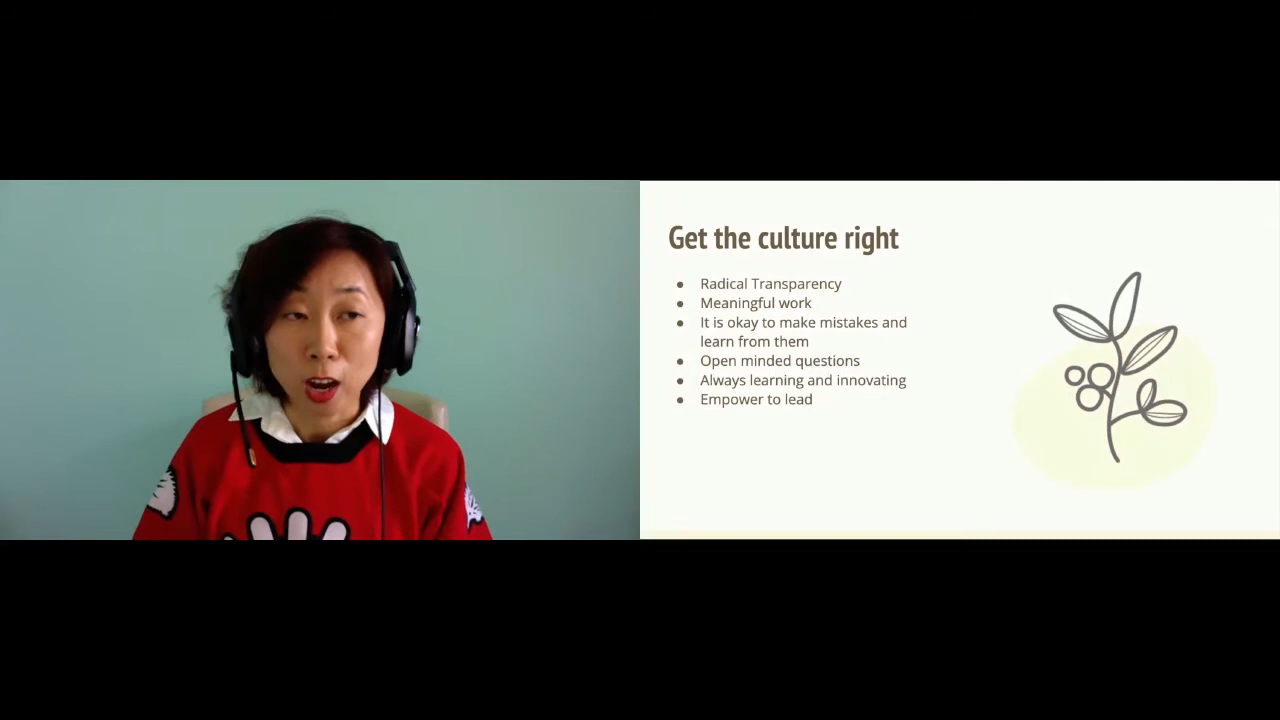 Get the culture right
● Radical Transparency
● Meaningful work
● It is okay to make mistakes and
learn from them
● Open minded questions
● Always learning and innovating
● Empower to lead